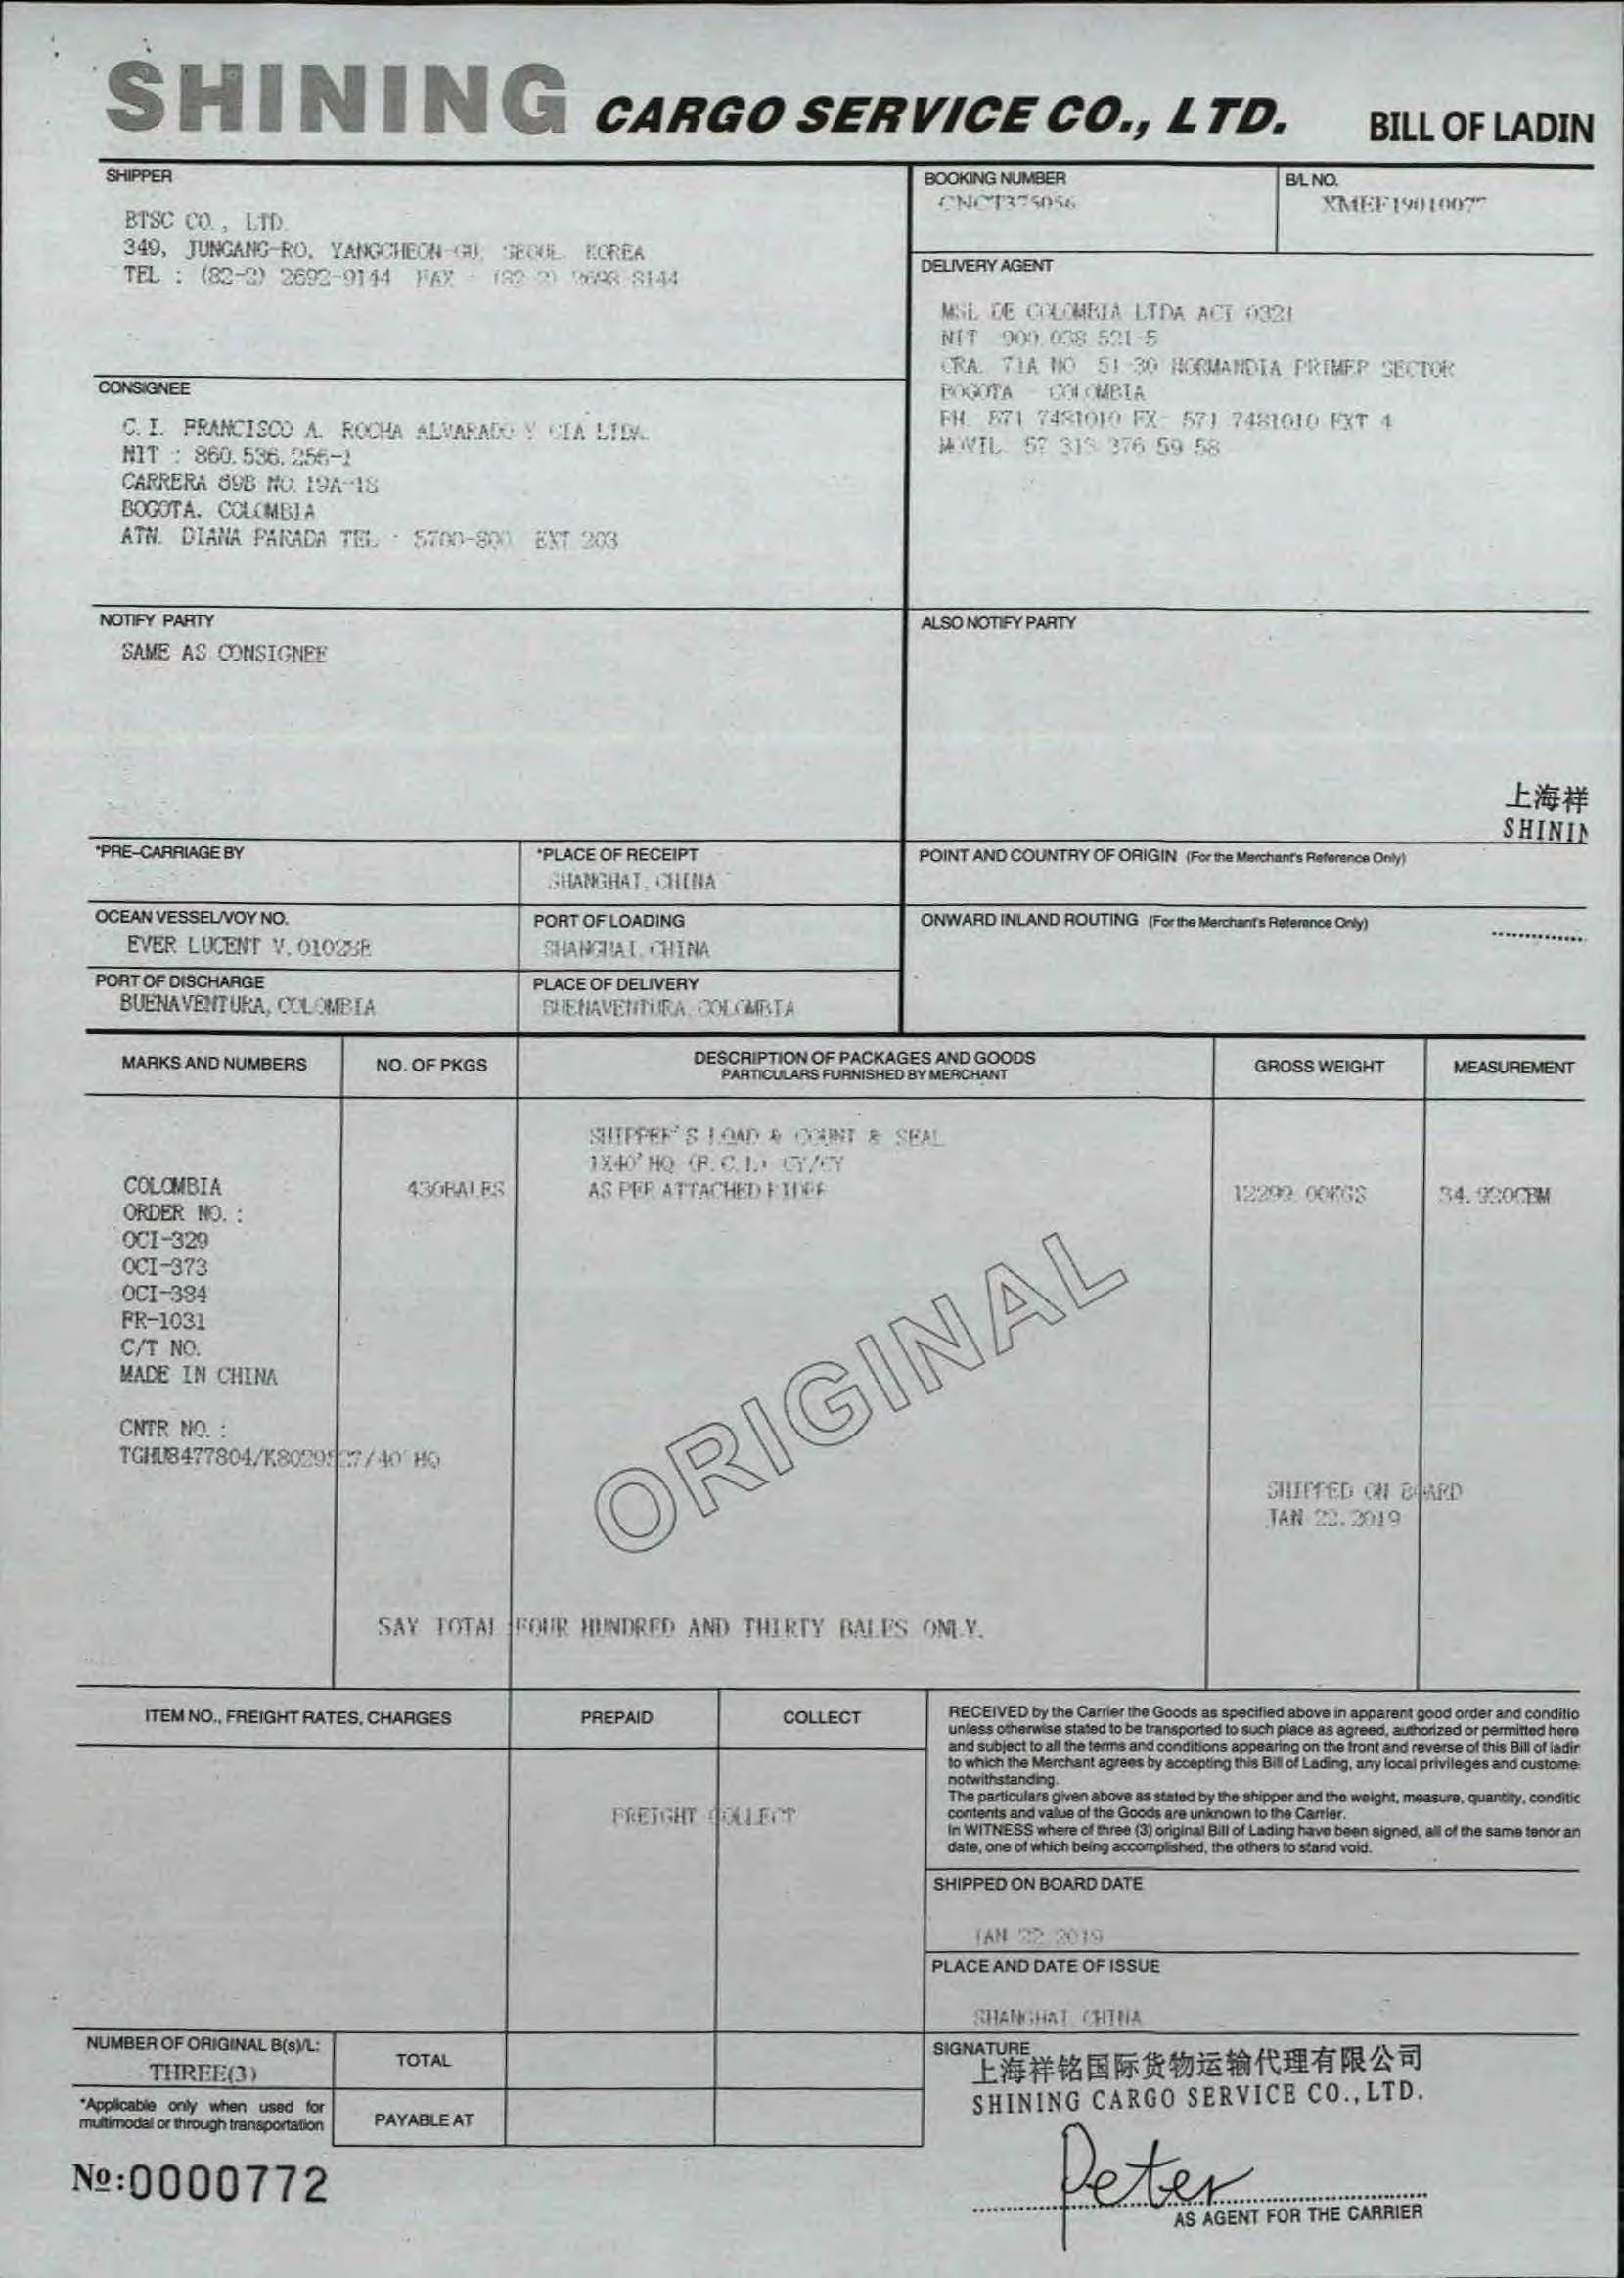 SHINING CARGO SERVICE CO., LTD. BILL OF LADIN
SHIPPER
BTSC CO., LTD.
349, JUNGANG-RO, YANGCHEON-GU, SEOUL, KOREA
TEL : (82-2) 2692-9144 FAX : (82-2) 2698-8144
BOOKING NUMBER
CNCT375056
B/L NO.
XMEF19010077
DELIVERY AGENT
MSL DE COLOMBIA LTDA ACI 0321
NIT 900.038.521-5
CRA. 71A NO 51-30 NORMANDIA PRIMER SECTOR
BOGOTA - COLOMBIA
PH. 571 7481010 FX- 571 7481010 EXT 4
MOVIL. 57 313 376 59 58
CONSIGNEE
C. I. FRANCISCO A. ROCHA ALVARADO Y CIA LTDA.
NIT : 860.536.256-1
CARRERA 69B NO. 19A-18
BOGOTA. COLOMBIA
ATN. DIANA PARADA TEL : 5700-800 EXT 203
NOTIFY PARTY
SAME AS CONSIGNEE
ALSO NOTIFY PARTY
上海祥
SHININ
*PRE-CARRIAGE BY
*PLACE OF RECEIPT
SHANGHAI, CHINA
POINT AND COUNTRY OF ORIGIN (For the Merchant's Reference Only)
OCEAN VESSEL/VOY NO.
EVER LUCENT V.01028E
PORT OF LOADING
SHANGHAI, CHINA
ONWARD INLAND ROUTING (For the Merchant's Reference Only)
PORT OF DISCHARGE
BUENAVENTURA, COLOMBIA
PLACE OF DELIVERY
BUENAVENTURA, COLOMBIA
MARKS AND NUMBERS
NO. OF PKGS
DESCRIPTION OF PACKAGES AND GOODS
PARTICULARS FURNISHED BY MERCHANT
GROSS WEIGHT
MEASUREMENT
SHIPPER'S LOAD & COUNT & SEAL
1X40'HQ (F.C.L) CY/CY
COLOMBIA 430BALES AS PER ATTACHED RIDER 12299.00KGS 34.920CBM
ORDER NO. :
OCI-329
OCI-373
OCI-384
FR-1031
C/T NO.
MADE IN CHINA
CNTR NO. :
ORIGINAL
SHIPPED ON BOARD
JAN 22.2019
SAY TOTAL FOUR HUNDRED AND THIRTY BALES ONLY.
ITEM NO., FREIGHT RATES, CHARGES
PREPAID
COLLECT
FREIGHT COLLECT
RECEIVED by the Carrier the Goods as specified above in apparent good order and conditio
unless otherwise stated to be transported to such place as agreed, authorized or permitted here
and subject to all the terms and conditions appearing on the front and reverse of this Bill of ladir
to which the Merchant agrees by accepting this Bill of Lading, any local privileges and custome
notwithstanding.
The particulars given above as stated by the shipper and the weight, measure, quantity, conditic
contents and value of the Goods are unknown to the Carrier.
In WITNESS where of three (3) original Bill of Lading have been signed, all of the same tenor an
date, one of which being accomplished, the others to stand void.
SHIPPED ON BOARD DATE
JAN 22 2019
PLACE AND DATE OF ISSUE
SHANGHAI, CHINA
NUMBER OF ORIGINAL B(s)/L:
THREE(3)
TOTAL
*Applicable only when used for
multimodal or through transportation
PAYABLE AT
SIGNATURE
上海祥铭国际货物运输代理有限公司
SHINING CARGO SERVICE CO.,LTD.
Peter
AS AGENT FOR THE CARRIER
№:0000772